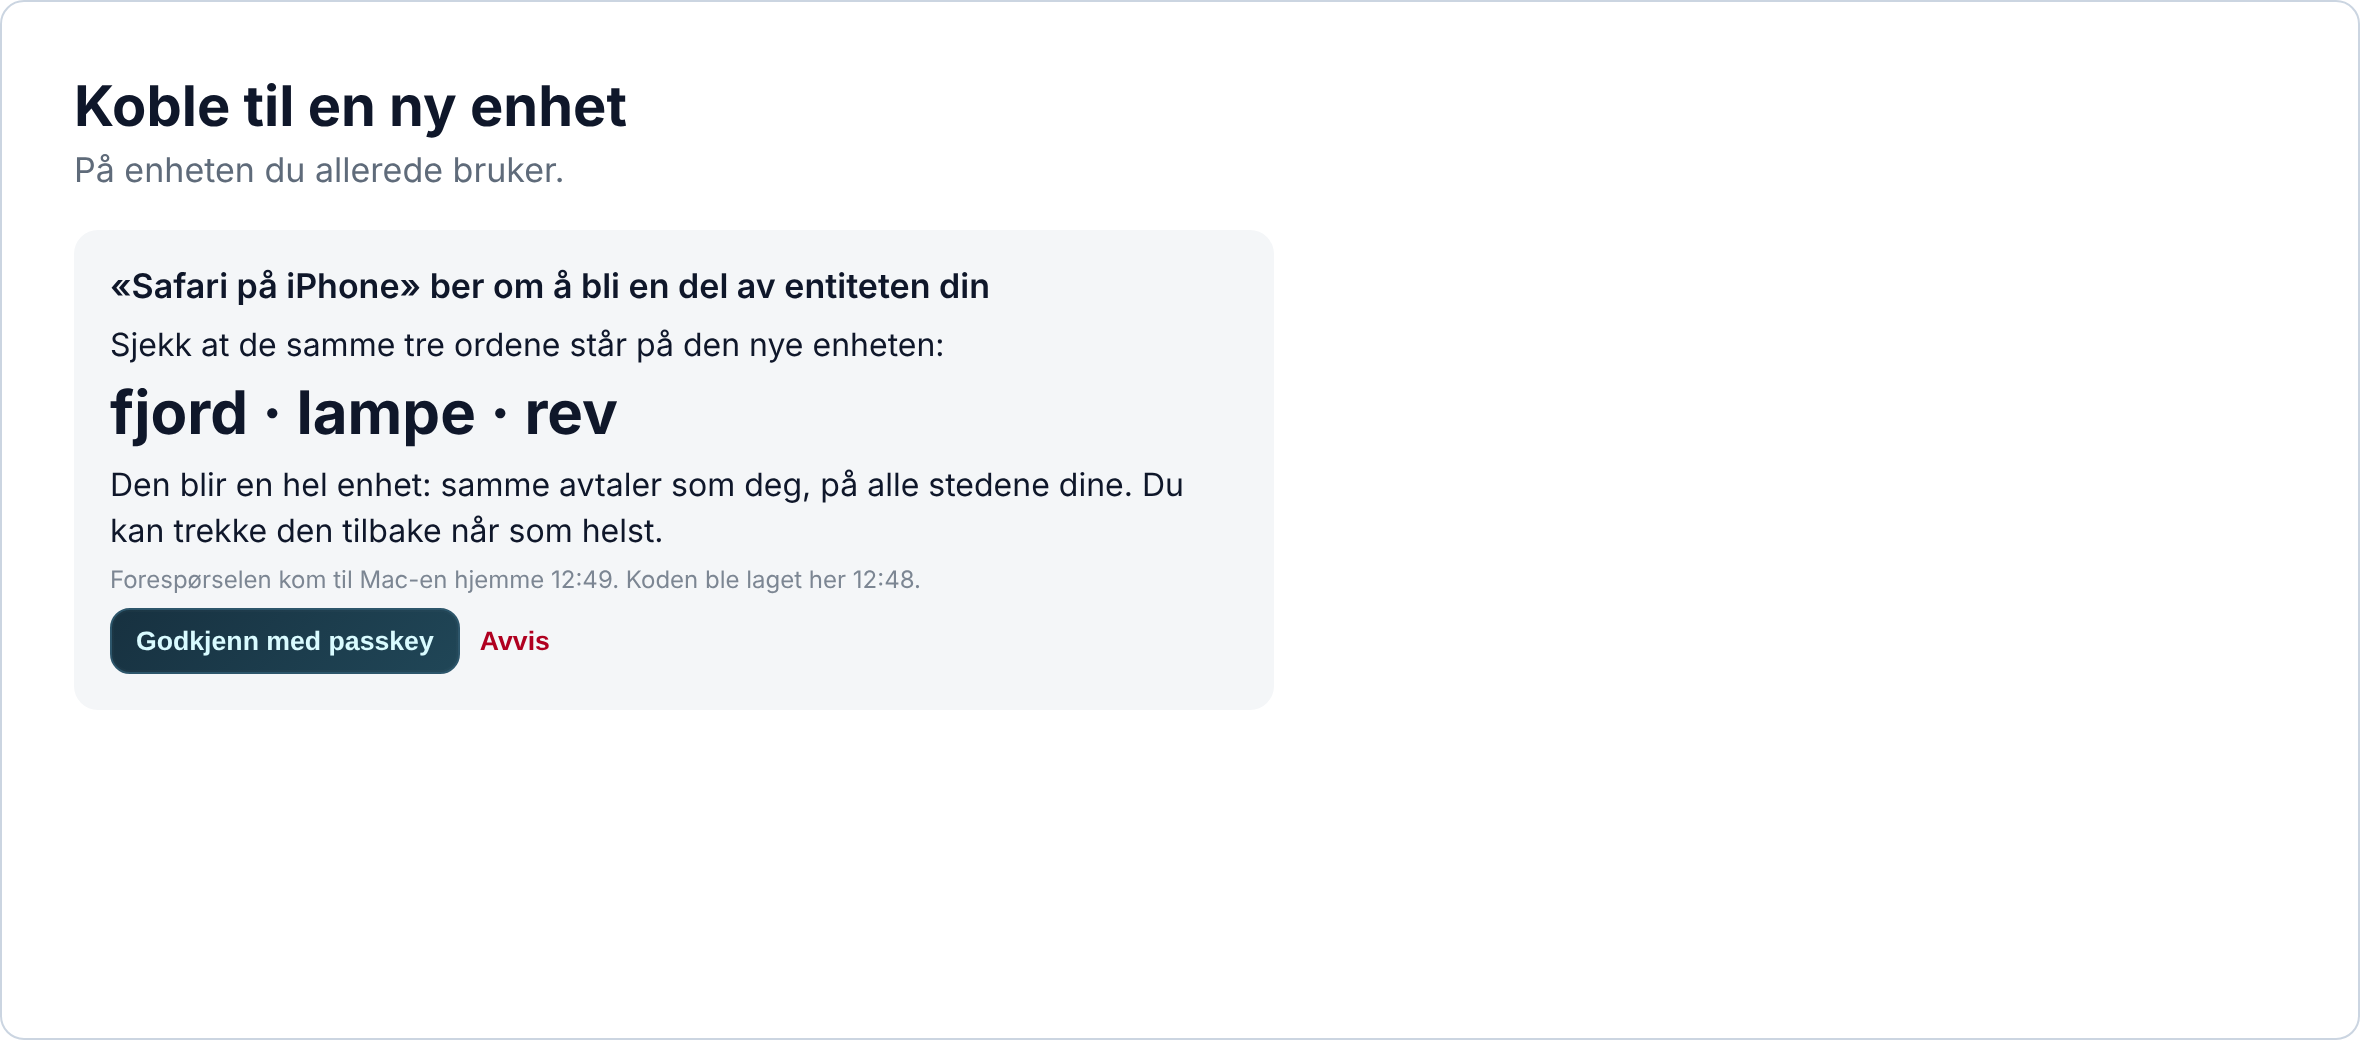 Koble til en ny enhet
På enheten du allerede bruker.
«Safari på iPhone» ber om å bli en del av entiteten din
Sjekk at de samme tre ordene står på den nye enheten:
fjord · lampe · rev
Den blir en hel enhet: samme avtaler som deg, på alle stedene dine. Du
kan trekke den tilbake når som helst.
Forespørselen kom til Mac-en hjemme 12:49. Koden ble laget her 12:48.
Godkjenn med passkey Avvis